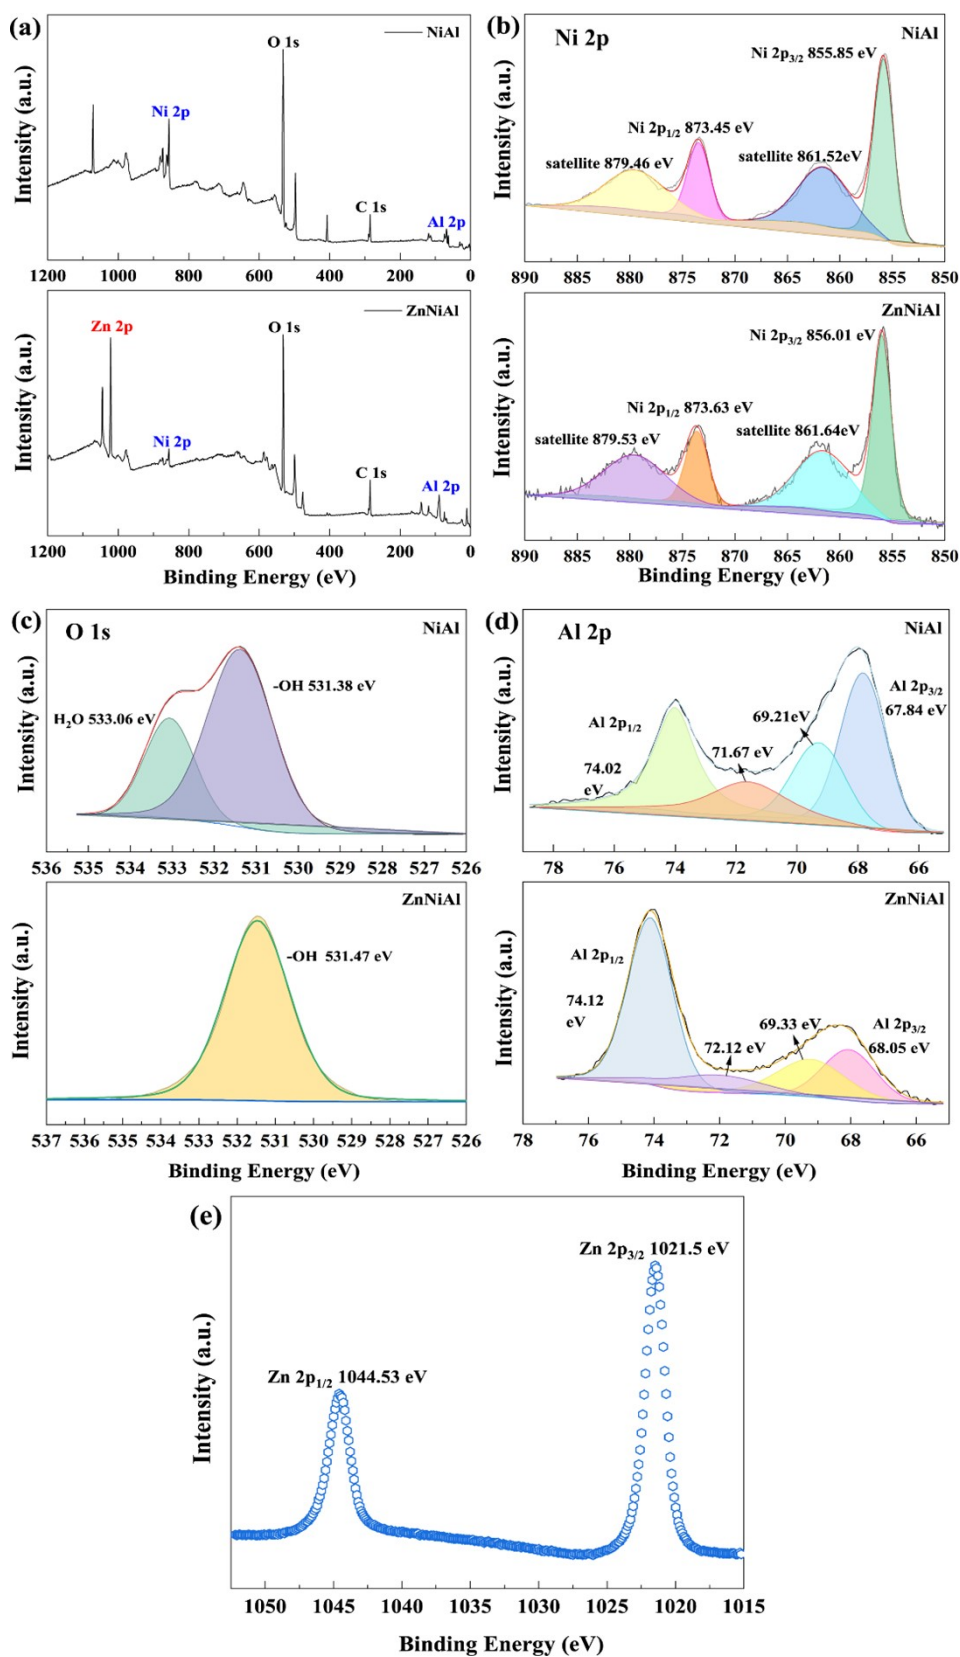 (a)
NiAl
O 1s
Ni 2p
C 1s
Al 2p
Intensity (a.u.)
1200 1000 800 600 400 200 0
ZnNiAl
Zn 2p
O 1s
Ni 2p
C 1s
Al 2p
Intensity (a.u.)
1200 1000 800 600 400 200 0
Binding Energy (eV)
(b)
Ni 2p
NiAl
Ni 2p3/2 855.85 eV
Ni 2p1/2 873.45 eV
satellite 879.46 eV
satellite 861.52eV
Intensity (a.u.)
890 885 880 875 870 865 860 855 850
ZnNiAl
Ni 2p3/2 856.01 eV
Ni 2p1/2 873.63 eV
satellite 879.53 eV
satellite 861.64eV
Intensity (a.u.)
890 885 880 875 870 865 860 855 850
Binding Energy (eV)
(c)
O 1s
NiAl
-OH 531.38 eV
H2O 533.06 eV
Intensity (a.u.)
536 535 534 533 532 531 530 529 528 527 526
ZnNiAl
-OH 531.47 eV
Intensity (a.u.)
537 536 535 534 533 532 531 530 529 528 527 526
Binding Energy (eV)
(d)
Al 2p
NiAl
Al 2p3/2
67.84 eV
69.21eV
Al 2p1/2
71.67 eV
74.02
eV
Intensity (a.u.)
78 76 74 72 70 68 66
ZnNiAl
Al 2p1/2
74.12
eV
72.12 eV
69.33 eV
Al 2p3/2
68.05 eV
Intensity (a.u.)
78 76 74 72 70 68 66
Binding Energy (eV)
(e)
Zn 2p3/2 1021.5 eV
Zn 2p1/2 1044.53 eV
Intensity (a.u.)
1050 1045 1040 1035 1030 1025 1020 1015
Binding Energy (eV)